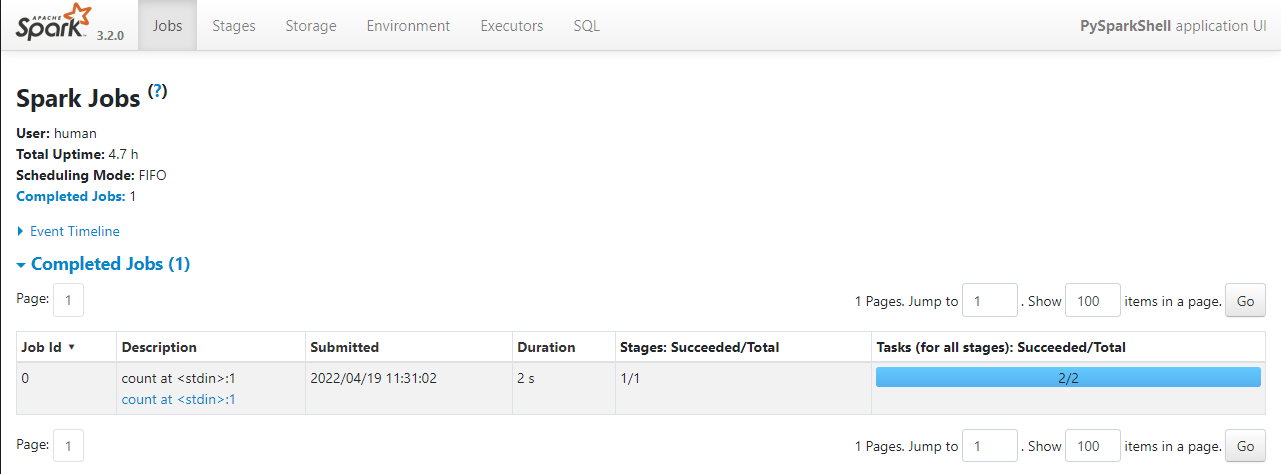 APACHE Spark 3.2.0 Jobs Stages Storage Environment Executors SQL PySparkShell application UI
Spark Jobs (?)
User: human
Total Uptime: 4.7 h
Scheduling Mode: FIFO
Completed Jobs: 1
Event Timeline
Completed Jobs (1)
Page: 1 1 Pages. Jump to 1 . Show 100 items in a page. Go
Job Id ▾ Description Submitted Duration Stages: Succeeded/Total Tasks (for all stages): Succeeded/Total
0 count at <stdin>:1 2022/04/19 11:31:02 2 s 1/1 2/2
count at <stdin>:1
Page: 1 1 Pages. Jump to 1 . Show 100 items in a page. Go